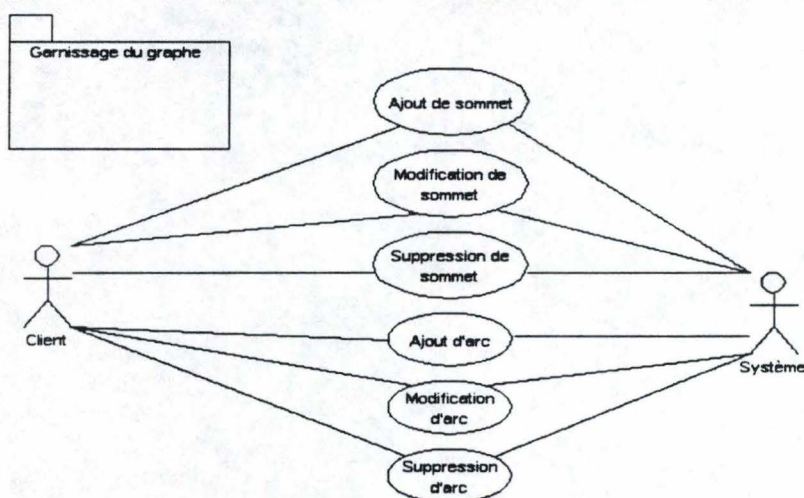 Garnissage du graphe
Ajout de sommet
Modification de
sommet
Suppression de
sommet
Client
Ajout d'arc
Système
Modification
d'arc
Suppression
d'arc